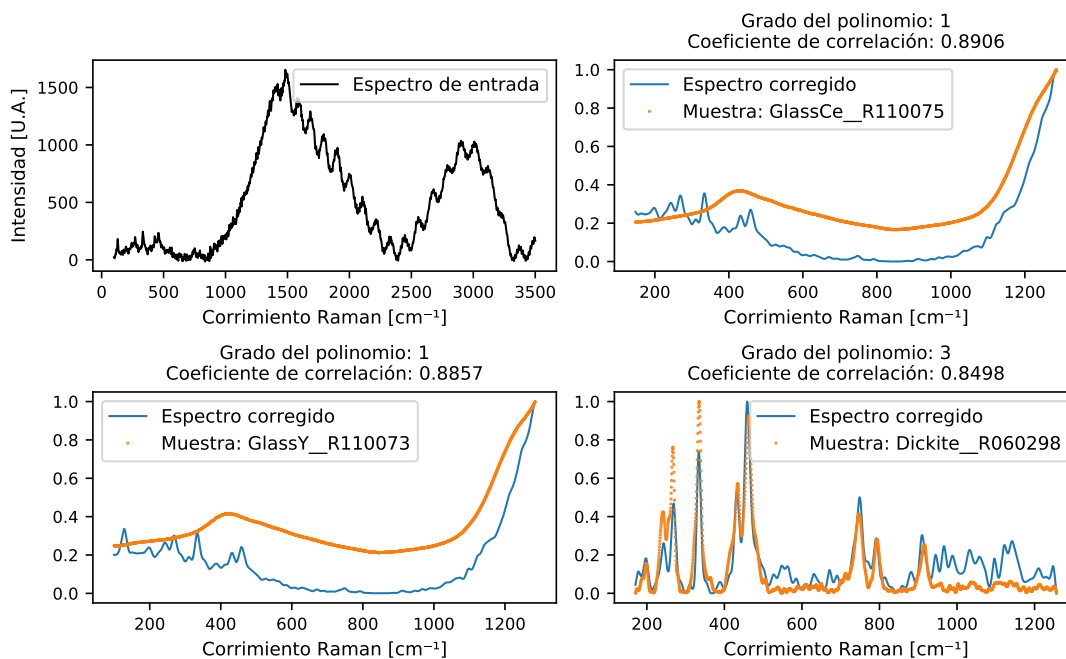 Espectro de entrada
Intensidad [U.A.]
1500
1000
500
0
0 500 1000 1500 2000 2500 3000 3500
Corrimiento Raman [cm⁻¹]
Grado del polinomio: 1
Coeficiente de correlación: 0.8906
Espectro corregido
Muestra: GlassCe__R110075
1.0
0.8
0.6
0.4
0.2
0.0
200 400 600 800 1000 1200
Corrimiento Raman [cm⁻¹]
Grado del polinomio: 1
Coeficiente de correlación: 0.8857
Espectro corregido
Muestra: GlassY__R110073
1.0
0.8
0.6
0.4
0.2
0.0
200 400 600 800 1000 1200
Corrimiento Raman [cm⁻¹]
Grado del polinomio: 3
Coeficiente de correlación: 0.8498
Espectro corregido
Muestra: Dickite__R060298
1.0
0.8
0.6
0.4
0.2
0.0
200 400 600 800 1000 1200
Corrimiento Raman [cm⁻¹]